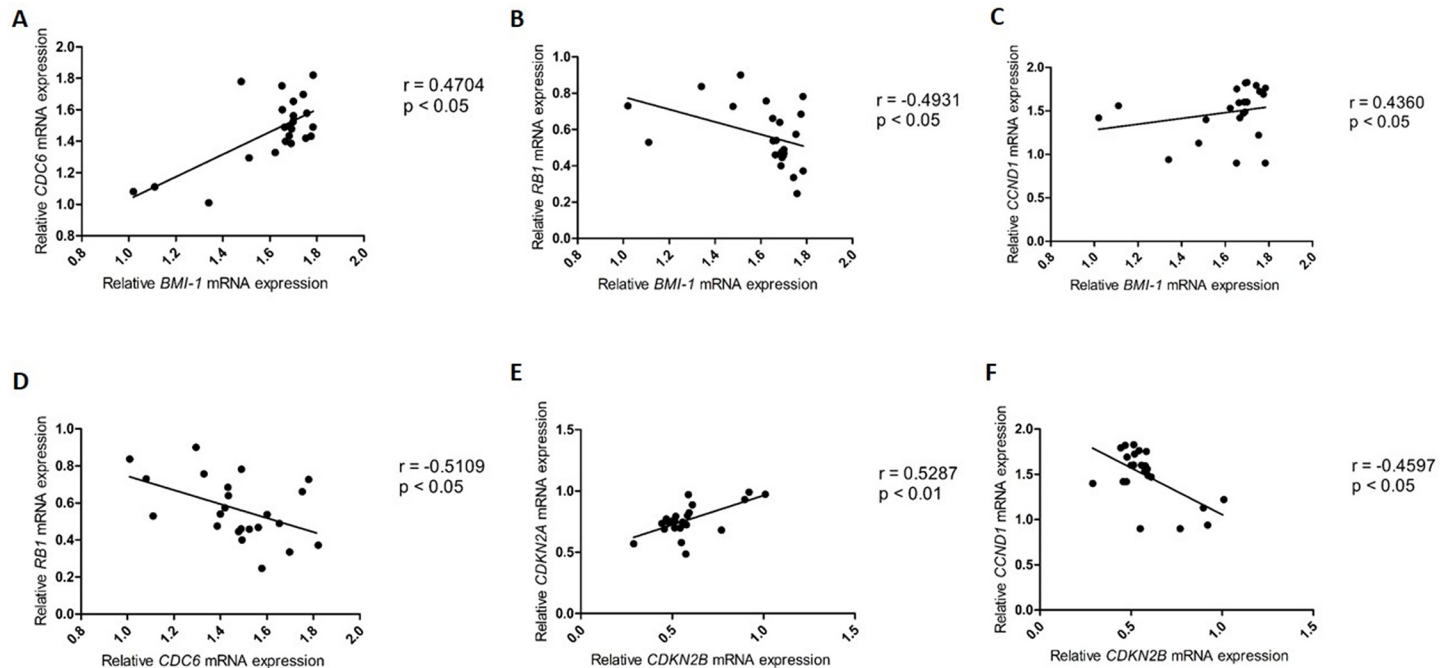 A
Relative CDC6 mRNA expression
2.0
1.8
1.6
1.4
1.2
1.0
0.8
0.8
1.0
1.2
1.4
1.6
1.8
2.0
Relative BMI-1 mRNA expression
r = 0.4704
p < 0.05
B
Relative RB1 mRNA expression
1.0
0.8
0.6
0.4
0.2
0.0
0.8
1.0
1.2
1.4
1.6
1.8
2.0
Relative BMI-1 mRNA expression
r = -0.4931
p < 0.05
C
Relative CCND1 mRNA expression
2.0
1.5
1.0
0.5
0.0
0.8
1.0
1.2
1.4
1.6
1.8
2.0
Relative BMI-1 mRNA expression
r = 0.4360
p < 0.05
D
Relative RB1 mRNA expression
1.0
0.8
0.6
0.4
0.2
0.0
0.8
1.0
1.2
1.4
1.6
1.8
2.0
Relative CDC6 mRNA expression
r = -0.5109
p < 0.05
E
Relative CDKN2A mRNA expression
1.5
1.0
0.5
0.0
0.0
0.5
1.0
1.5
Relative CDKN2B mRNA expression
r = 0.5287
p < 0.01
F
Relative CCND1 mRNA expression
2.0
1.5
1.0
0.5
0.0
0.0
0.5
1.0
1.5
Relative CDKN2B mRNA expression
r = -0.4597
p < 0.05